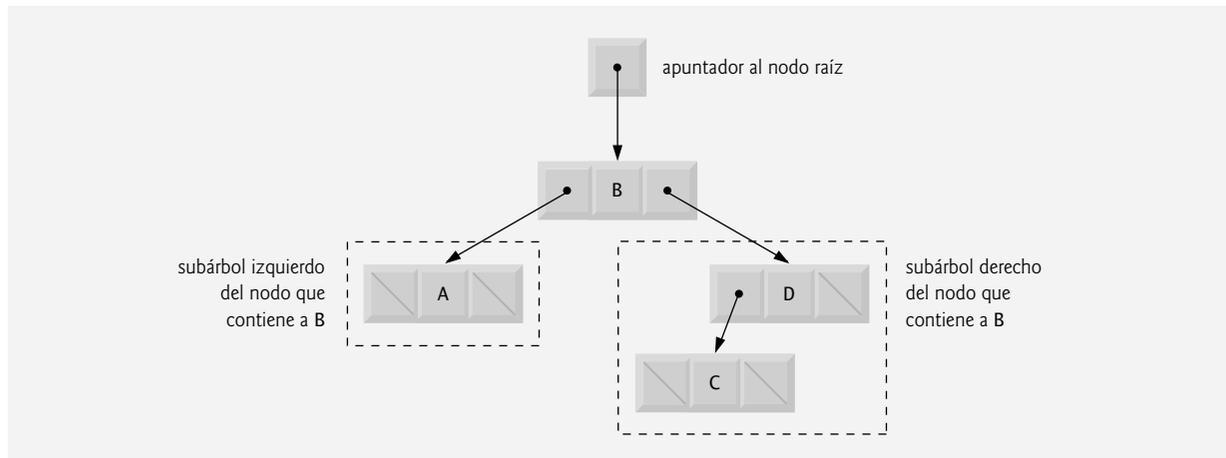 apuntador al nodo raíz
B
subárbol izquierdo
del nodo que
contiene a B
A
D
C
subárbol derecho
del nodo que
contiene a B